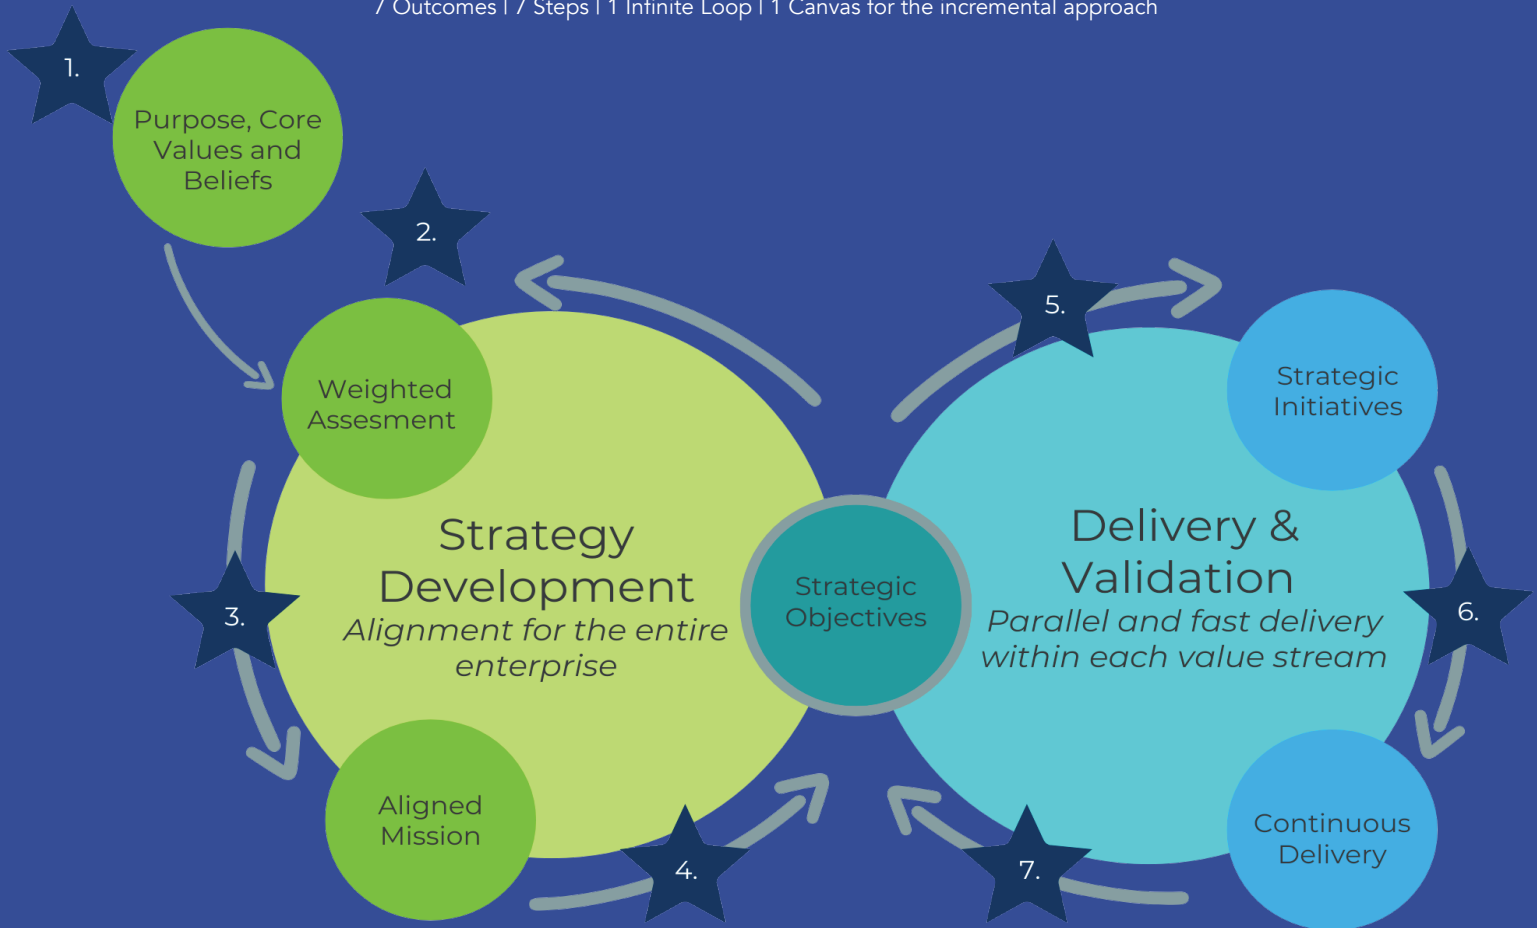 7 Outcomes | 7 Steps | 1 Infinite Loop | 1 Canvas for the incremental approach
1.
Purpose, Core
Values and
Beliefs
2.
Weighted
Assesment
3.
Strategy
Development
Alignment for the entire
enterprise
Aligned
Mission
4.
Strategic
Objectives
5.
Strategic
Initiatives
Delivery &
Validation
Parallel and fast delivery
within each value stream
6.
Continuous
Delivery
7.